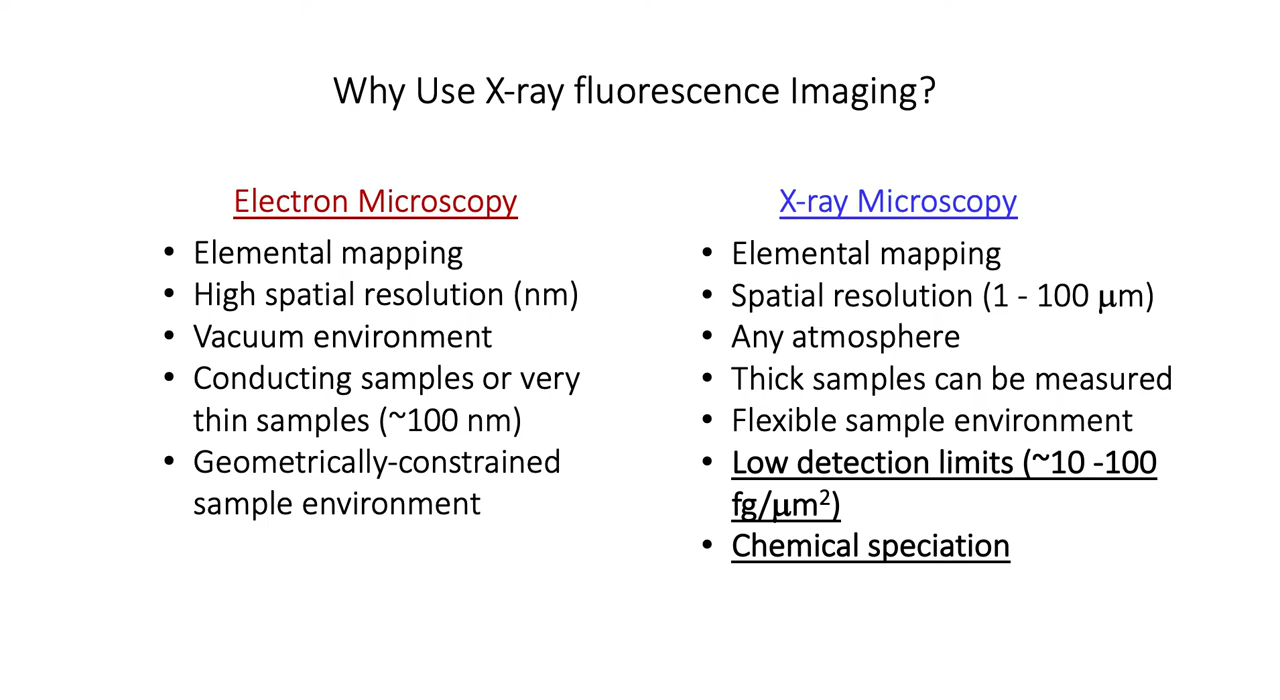 Why Use X-ray fluorescence Imaging?
Electron Microscopy
• Elemental mapping
• High spatial resolution (nm)
• Vacuum environment
• Conducting samples or very
thin samples (~100 nm)
• Geometrically-constrained
sample environment
X-ray Microscopy
• Elemental mapping
• Spatial resolution (1 - 100 μm)
• Any atmosphere
• Thick samples can be measured
• Flexible sample environment
• Low detection limits (~10 -100
fg/μm²)
• Chemical speciation